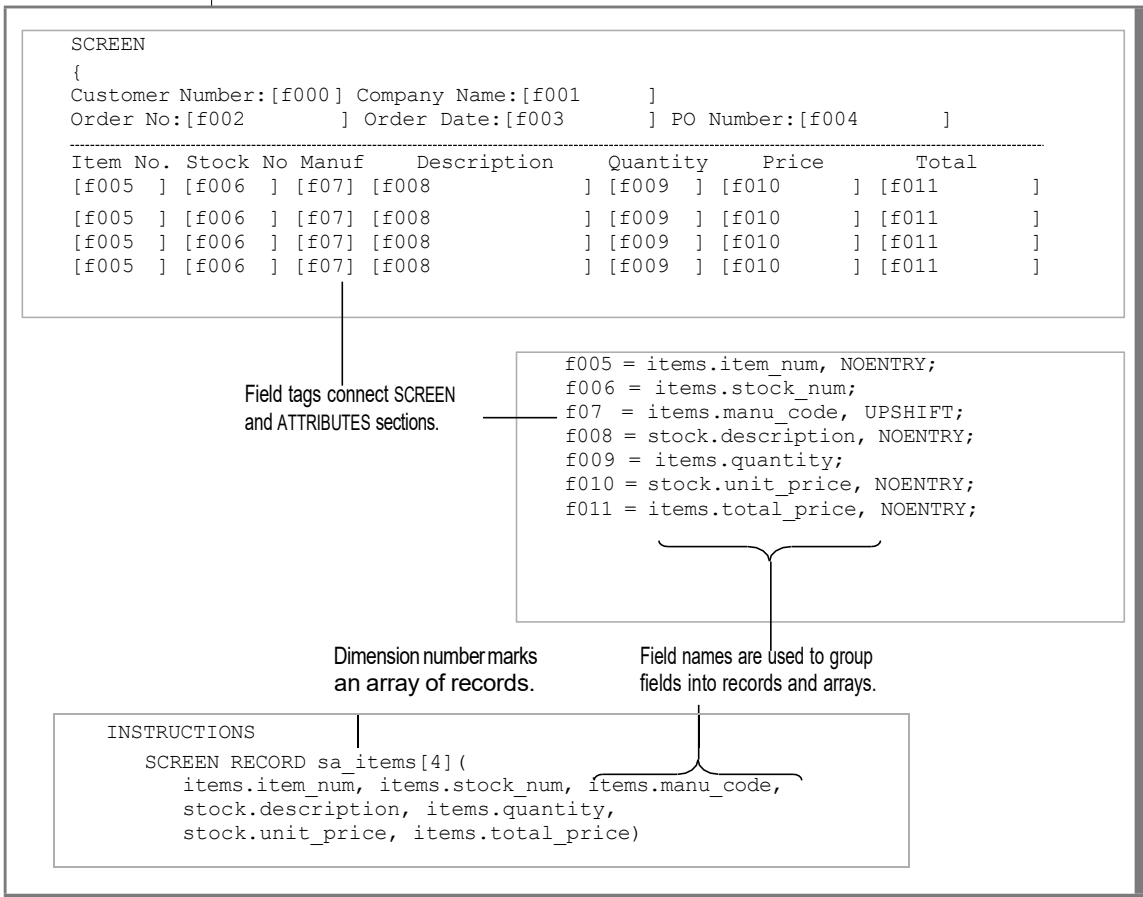 SCREEN
{
Customer Number:[f000] Company Name:[f001        ]
Order No:[f002        ] Order Date:[f003        ] PO Number:[f004        ]
Item No. Stock No Manuf    Description    Quantity    Price    Total
[f005  ] [f006  ] [f07] [f008              ] [f009  ] [f010       ] [f011         ]
[f005  ] [f006  ] [f07] [f008              ] [f009  ] [f010       ] [f011         ]
[f005  ] [f006  ] [f07] [f008              ] [f009  ] [f010       ] [f011         ]
[f005  ] [f006  ] [f07] [f008              ] [f009  ] [f010       ] [f011         ]
Field tags connect SCREEN
and ATTRIBUTES sections.
f005 = items.item_num, NOENTRY;
f006 = items.stock_num;
f07  = items.manu_code, UPSHIFT;
f008 = stock.description, NOENTRY;
f009 = items.quantity;
f010 = stock.unit_price, NOENTRY;
f011 = items.total_price, NOENTRY;
Dimension number marks
an array of records.
Field names are used to group
fields into records and arrays.
INSTRUCTIONS
SCREEN RECORD sa_items[4](
items.item_num, items.stock_num, items.manu_code,
stock.description, items.quantity,
stock.unit_price, items.total_price)